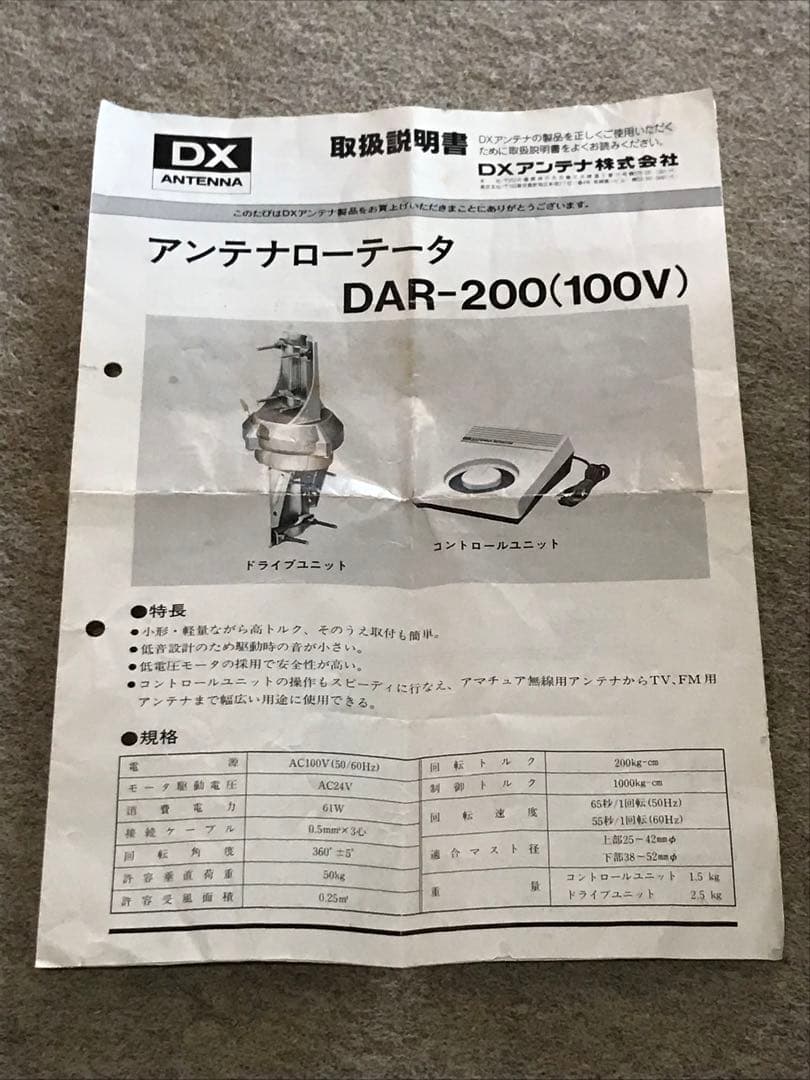 DX
ANTENNA
取扱説明書
DXアンテナの製品を正しくご使用いただく
ために取扱説明書をよくお読みください。
DXアンテナ株式会社
このたびはDXアンテナ製品をお買上げいただきまことにありがとうございます。
アンテナローテータ
DAR-200(100V)
ドライブユニット
コントロールユニット
●特長
●小形・軽量ながら高トルク、そのうえ取付も簡単。
●低音設計のため駆動時の音が小さい。
●低電圧モータの採用で安全性が高い。
●コントロールユニットの操作もスピーディに行なえ、アマチュア無線用アンテナからTV、FM用
アンテナまで幅広い用途に使用できる。
●規格
電源 AC100V(50/60Hz)
モータ駆動電圧 AC24V
消費電力 61W
接続ケーブル 0.5mm²×3心
回転角度 360°±5°
許容垂直荷重 50kg
許容受風面積 0.25㎡
回転トルク 200kg-cm
制御トルク 1000kg-cm
回転速度 65秒/1回転(50Hz)
55秒/1回転(60Hz)
適合マスト径 上部25〜42mmφ
下部38〜52mmφ
重量 コントロールユニット 1.5kg
ドライブユニット 2.5kg